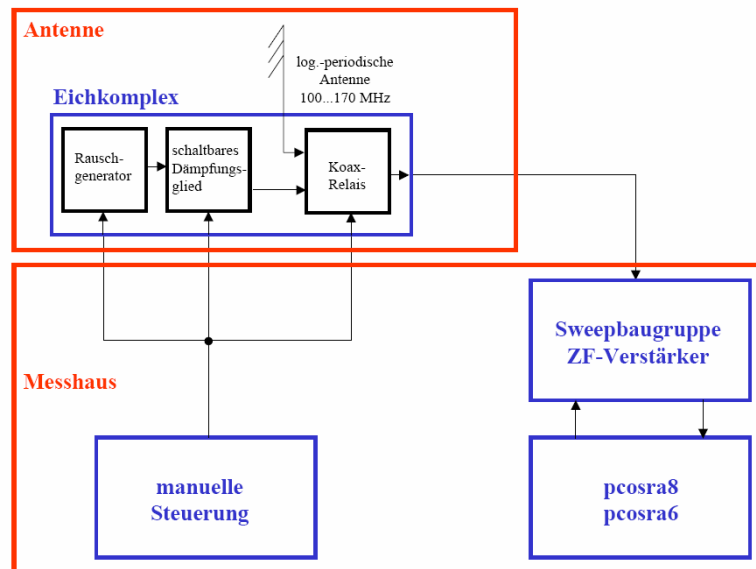 Antenne
log.-periodische
Antenne
100...170 MHz
Eichkomplex
Rausch-
generator
schaltbares
Dämpfungs-
glied
Koax-
Relais
Messhaus
Sweepbaugruppe
ZF-Verstärker
manuelle
Steuerung
pcosra8
pcosra6